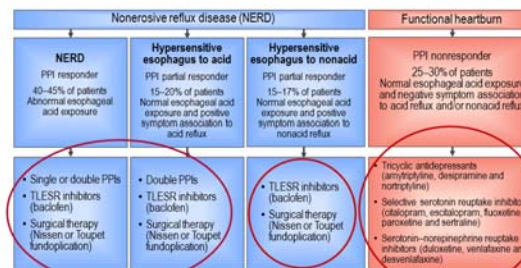 Nonerosive reflux disease (NERD)
Functional heartburn
NERD
PPI responder
40–45% of patients
Abnormal esophageal
acid exposure
Hypersensitive
esophagus to acid
PPI partial responder
15–20% of patients
Normal esophageal acid
exposure and positive
symptom association to
acid reflux
Hypersensitive
esophagus to nonacid
PPI partial responder
15–17% of patients
Normal esophageal acid
exposure and positive
symptom association to
nonacid reflux
PPI nonresponder
25–30% of patients
Normal esophageal acid exposure
and negative symptom association
to acid reflux and/or nonacid reflux
• Single or double PPIs
• TLESR inhibitors
(baclofen)
• Surgical therapy
(Nissen or Toupet
fundoplication)
• Double PPIs
• TLESR inhibitors
(baclofen)
• Surgical therapy
(Nissen or Toupet
fundoplication)
• TLESR inhibitors
(baclofen)
• Surgical therapy
(Nissen or Toupet
fundoplication)
• Tricyclic antidepressants
(amytriptyline, desipramine and
nortriptyline)
• Selective serotonin reuptake inhibito
(citalopram, escitalopram, fluoxetine
paroxetine and sertraline)
• Serotonin–norepinephrine reuptake
inhibitors (duloxetine, venlafaxine an
desvenlafaxine)